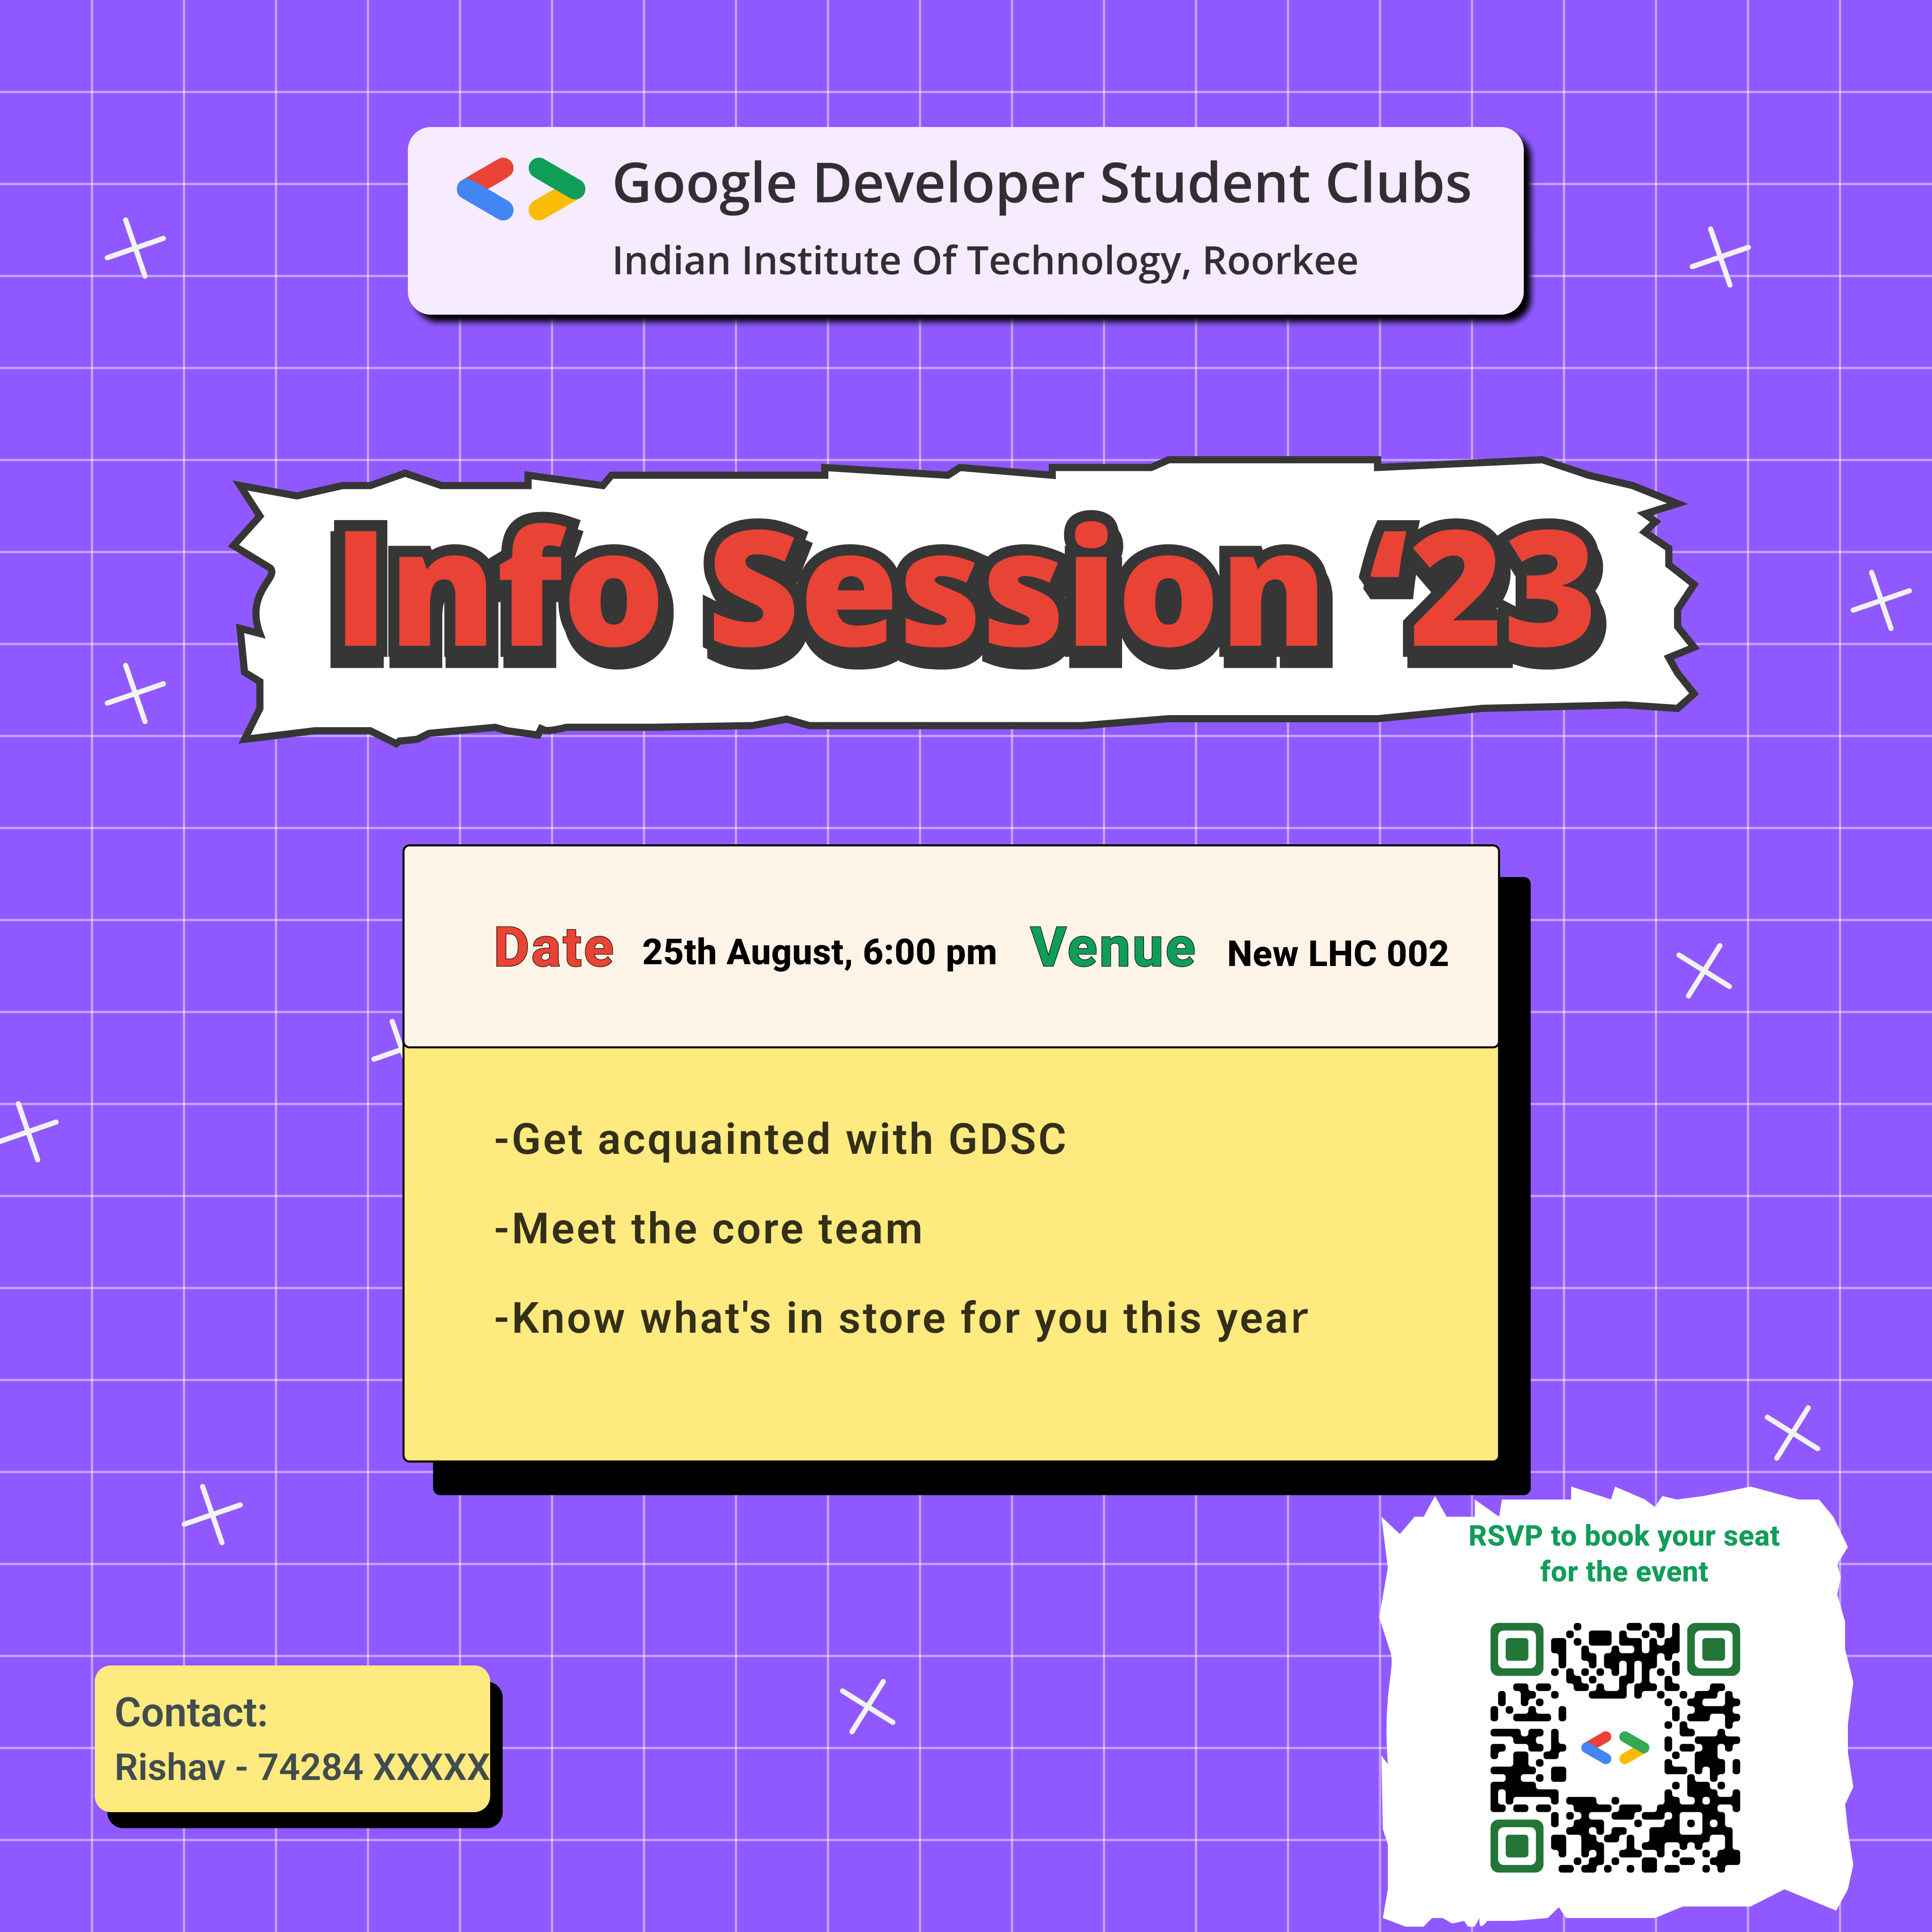 Google Developer Student Clubs
Indian Institute Of Technology, Roorkee
Info Session ‘23
Date 25th August, 6:00 pm Venue New LHC 002
-Get acquainted with GDSC
-Meet the core team
-Know what's in store for you this year
RSVP to book your seat
for the event
Contact:
Rishav - 74284 XXXXX